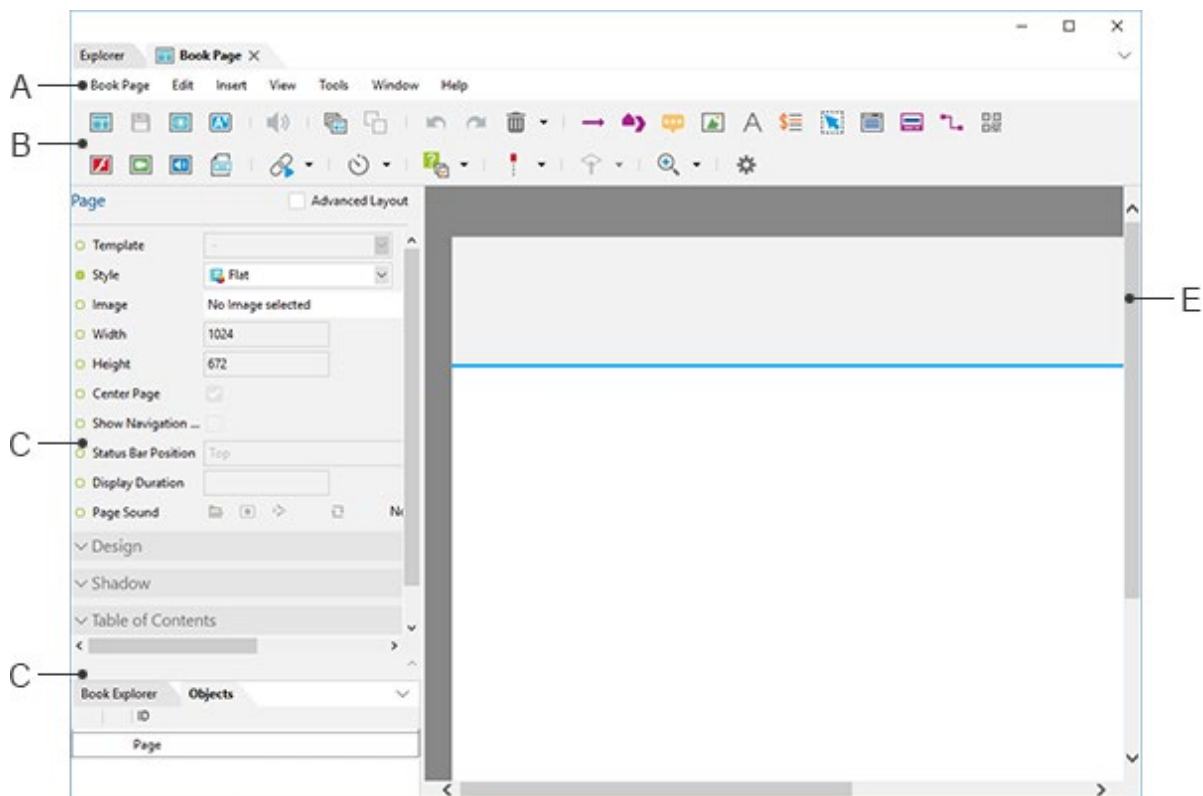 Explorer Book Page
A Book Page Edit Insert View Tools Window Help
B
Page Advanced Layout
Template -
Style Flat
Image No Image selected
Width 1024
Height 672
Center Page
Show Navigation ...
C Status Bar Position Top
Display Duration
Page Sound
Design
Shadow
Table of Contents
C
Book Explorer Objects
ID
Page
E